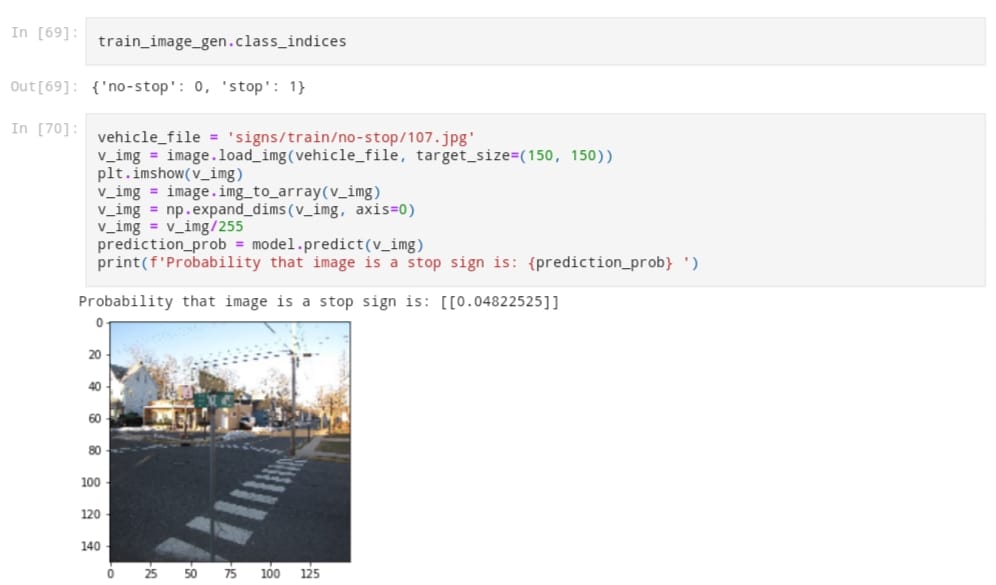 In [69]:
train_image_gen.class_indices
Out[69]:
{'no-stop': 0, 'stop': 1}
In [70]:
vehicle_file = 'signs/train/no-stop/107.jpg'
v_img = image.load_img(vehicle_file, target_size=(150, 150))
plt.imshow(v_img)
v_img = image.img_to_array(v_img)
v_img = np.expand_dims(v_img, axis=0)
v_img = v_img/255
prediction_prob = model.predict(v_img)
print(f'Probability that image is a stop sign is: {prediction_prob} ')
Probability that image is a stop sign is: [[0.04822525]]
0
20
40
60
80
100
120
140
0 25 50 75 100 125